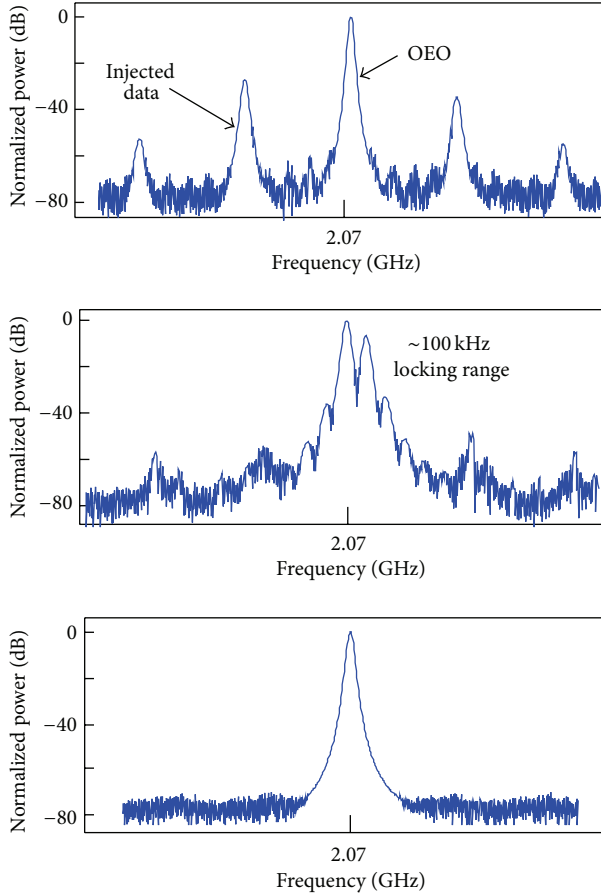 Normalized power (dB)
0
−40
−80
Injected
data
OEO
2.07
Frequency (GHz)
Normalized power (dB)
0
−40
−80
~100 kHz
locking range
2.07
Frequency (GHz)
Normalized power (dB)
0
−40
−80
2.07
Frequency (GHz)